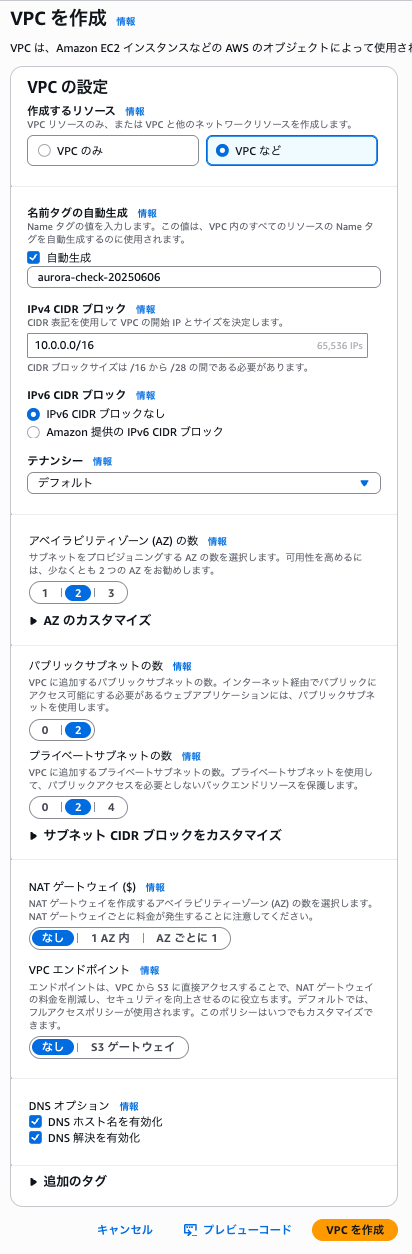 VPC を作成 情報
VPC は、Amazon EC2 インスタンスなどの AWS のオブジェクトによって使用され
VPC の設定
作成するリソース 情報
VPC リソースのみ、または VPC と他のネットワークリソースを作成します。
VPC のみ
VPC など
名前タグの自動生成 情報
Name タグの値を入力します。この値は、VPC 内のすべてのリソースの Name タ
グを自動生成するのに使用されます。
自動生成
aurora-check-20250606
IPv4 CIDR ブロック 情報
CIDR 表記を使用して VPC の開始 IP とサイズを決定します。
10.0.0.0/16 65,536 IPs
CIDR ブロックサイズは /16 から /28 の間である必要があります。
IPv6 CIDR ブロック 情報
IPv6 CIDR ブロックなし
Amazon 提供の IPv6 CIDR ブロック
テナンシー 情報
デフォルト
アベイラビリティゾーン (AZ) の数 情報
サブネットをプロビジョニングする AZ の数を選択します。可用性を高めるに
は、少なくとも 2 つの AZ をお勧めします。
1 2 3
AZ のカスタマイズ
パブリックサブネットの数 情報
VPC に追加するパブリックサブネットの数。インターネット経由でパブリックに
アクセス可能にする必要があるウェブアプリケーションには、パブリックサブネ
ットを使用します。
0 2
プライベートサブネットの数 情報
VPC に追加するプライベートサブネットの数。プライベートサブネットを使用し
て、パブリックアクセスを必要としないバックエンドリソースを保護します。
0 2 4
サブネット CIDR ブロックをカスタマイズ
NAT ゲートウェイ ($) 情報
NAT ゲートウェイを作成するアベイラビリティーゾーン (AZ) の数を選択します。
NAT ゲートウェイごとに料金が発生することに注意してください。
なし 1 AZ 内 AZ ごとに 1
VPC エンドポイント 情報
エンドポイントは、VPC から S3 に直接アクセスすることで、NAT ゲートウェイ
の料金を削減し、セキュリティを向上させるのに役立ちます。デフォルトでは、
フルアクセスポリシーが使用されます。このポリシーはいつでもカスタマイズで
きます。
なし S3 ゲートウェイ
DNS オプション 情報
DNS ホスト名を有効化
DNS 解決を有効化
追加のタグ
キャンセル プレビューコード VPC を作成